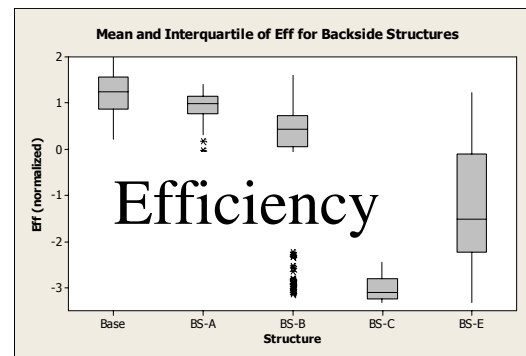 Mean and Interquartile of Eff for Backside Structures
Eff (normalized)
2
1
0
-1
-2
-3
Efficiency
Base BS-A BS-B BS-C BS-E
Structure